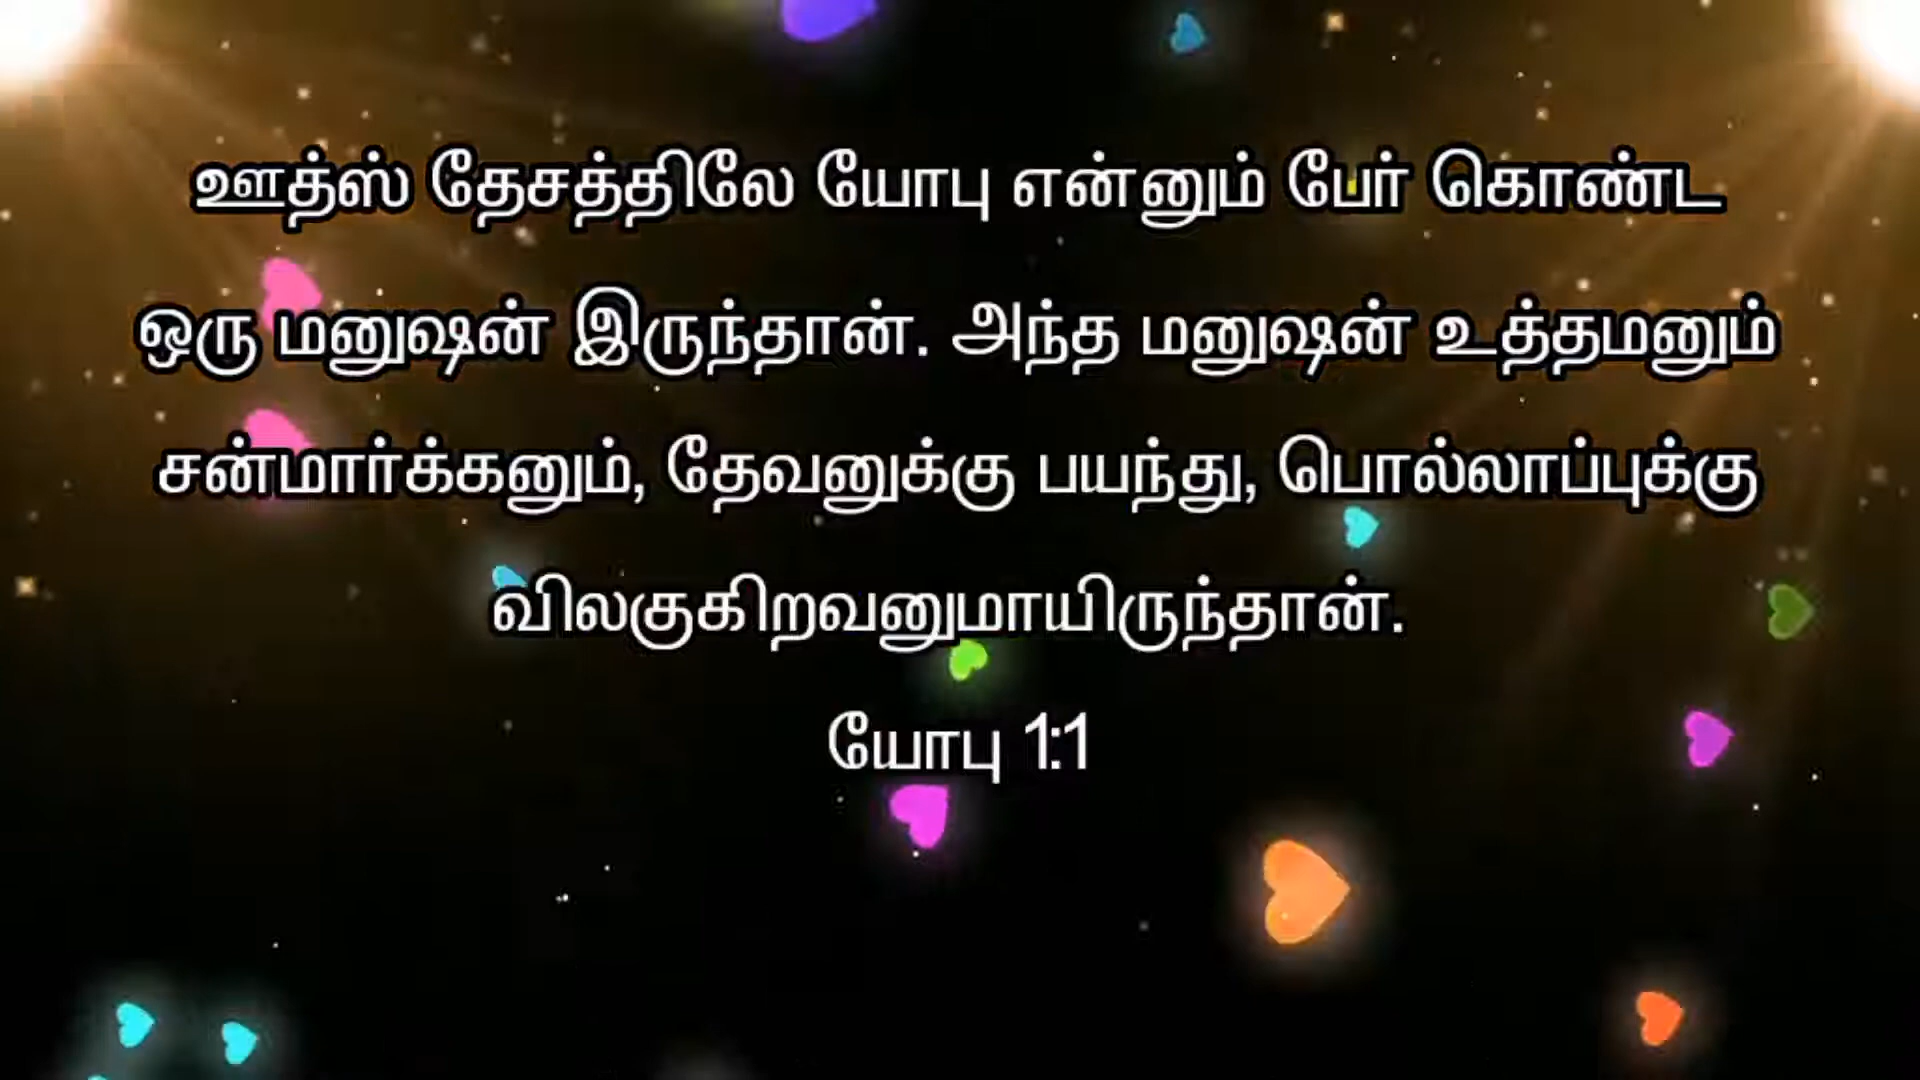 ஊத்ஸ் தேசத்திலே யோபு என்னும் பேர் கொண்ட
ஒரு மனுஷன் இருந்தான். அந்த மனுஷன் உத்தமனும்
சன்மார்க்கனும், தேவனுக்கு பயந்து, பொல்லாப்புக்கு
விலகுகிறவனுமாயிருந்தான்.
யோபு 1:1